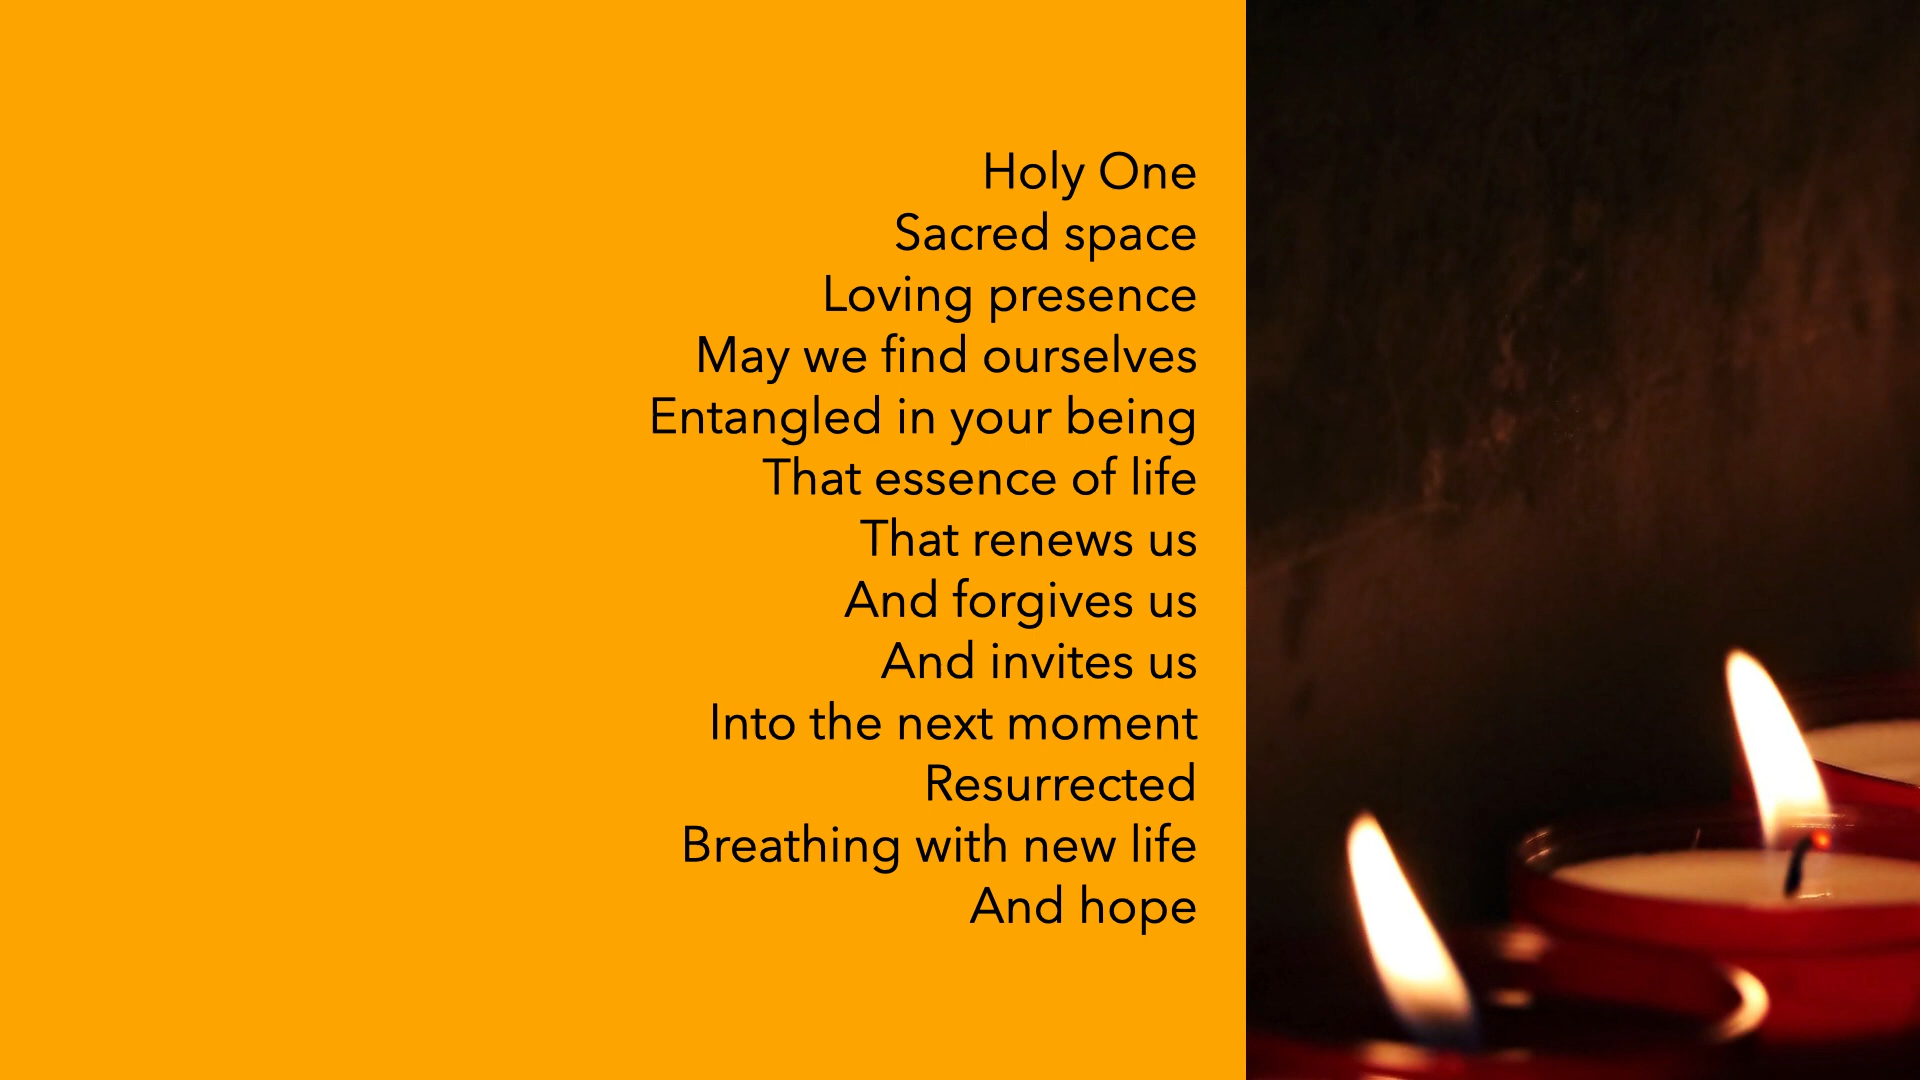 Holy One
Sacred space
Loving presence
May we find ourselves
Entangled in your being
That essence of life
That renews us
And forgives us
And invites us
Into the next moment
Resurrected
Breathing with new life
And hope